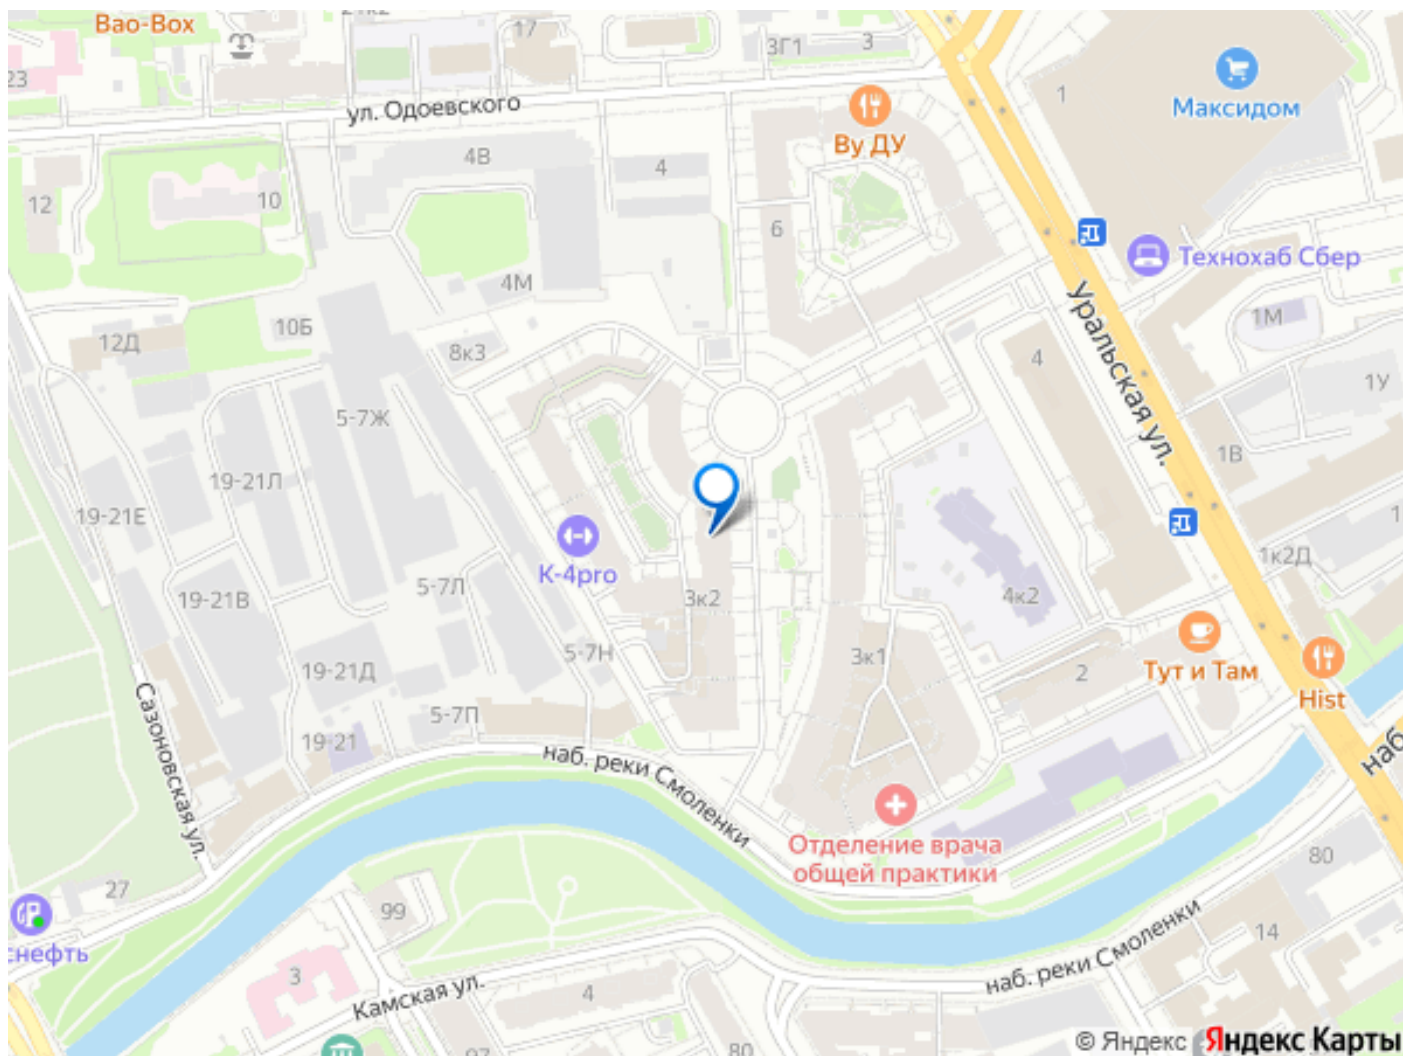 Bao-Box
17
3Г1
3
23
1
Максидом
ул. Одоевского
Ву ДУ
4В
4
12
10
6
Технохаб Сбер
4М
1М
10Б
12Д
8к3
4
Уральская ул.
1У
5-7Ж
1В
19-21Л
19-21Е
K-4pro
1к2Д
5-7Л
19-21В
3к2
4к2
5-7Н
3к1
19-21Д
2
Тут и Там
Hist
5-7П
19-21
Сазоновская ул.
наб. реки Смоленки
наб.
Отделение врача
общей практики
80
27
99
снефть
14
наб. реки Смоленки
3
4
Камская ул.
97
80
© Яндекс Яндекс Карты